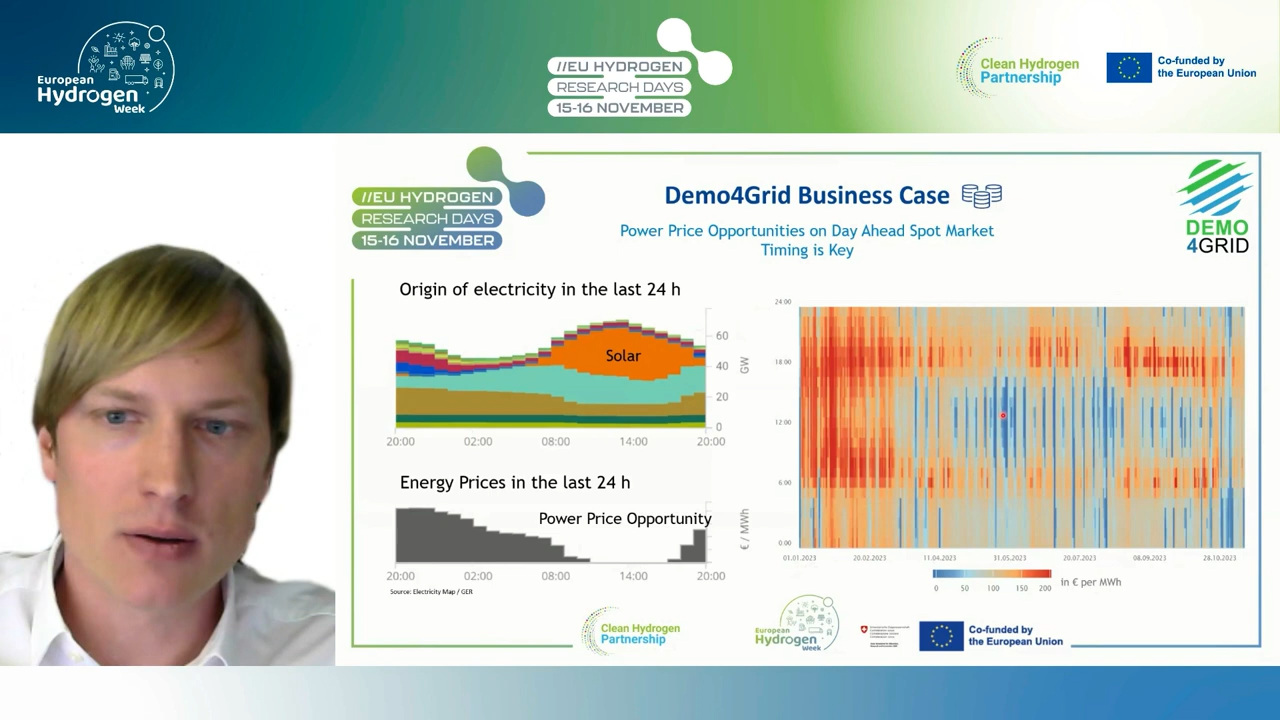 European
Hydrogen
Week
//EU HYDROGEN
RESEARCH DAYS
15-16 NOVEMBER
Clean Hydrogen
Partnership
Co-funded by
the European Union
//EU HYDROGEN
RESEARCH DAYS
15-16 NOVEMBER
Demo4Grid Business Case
Power Price Opportunities on Day Ahead Spot Market
Timing is Key
DEMO
4GRID
Origin of electricity in the last 24 h
Solar
60
40
20
0
GW
20:00 02:00 08:00 14:00 20:00
Energy Prices in the last 24 h
Power Price Opportunity
€ / MWh
20:00 02:00 08:00 14:00 20:00
Source: Electricity Map / GER
24:00
18:00
12:00
6:00
0:00
01.01.2023 20.02.2023 11.04.2023 31.05.2023 20.07.2023 08.09.2023 28.10.2023
0 50 100 150 200
in € per MWh
Clean Hydrogen
Partnership
European
Hydrogen
Week
Co-funded by
the European Union